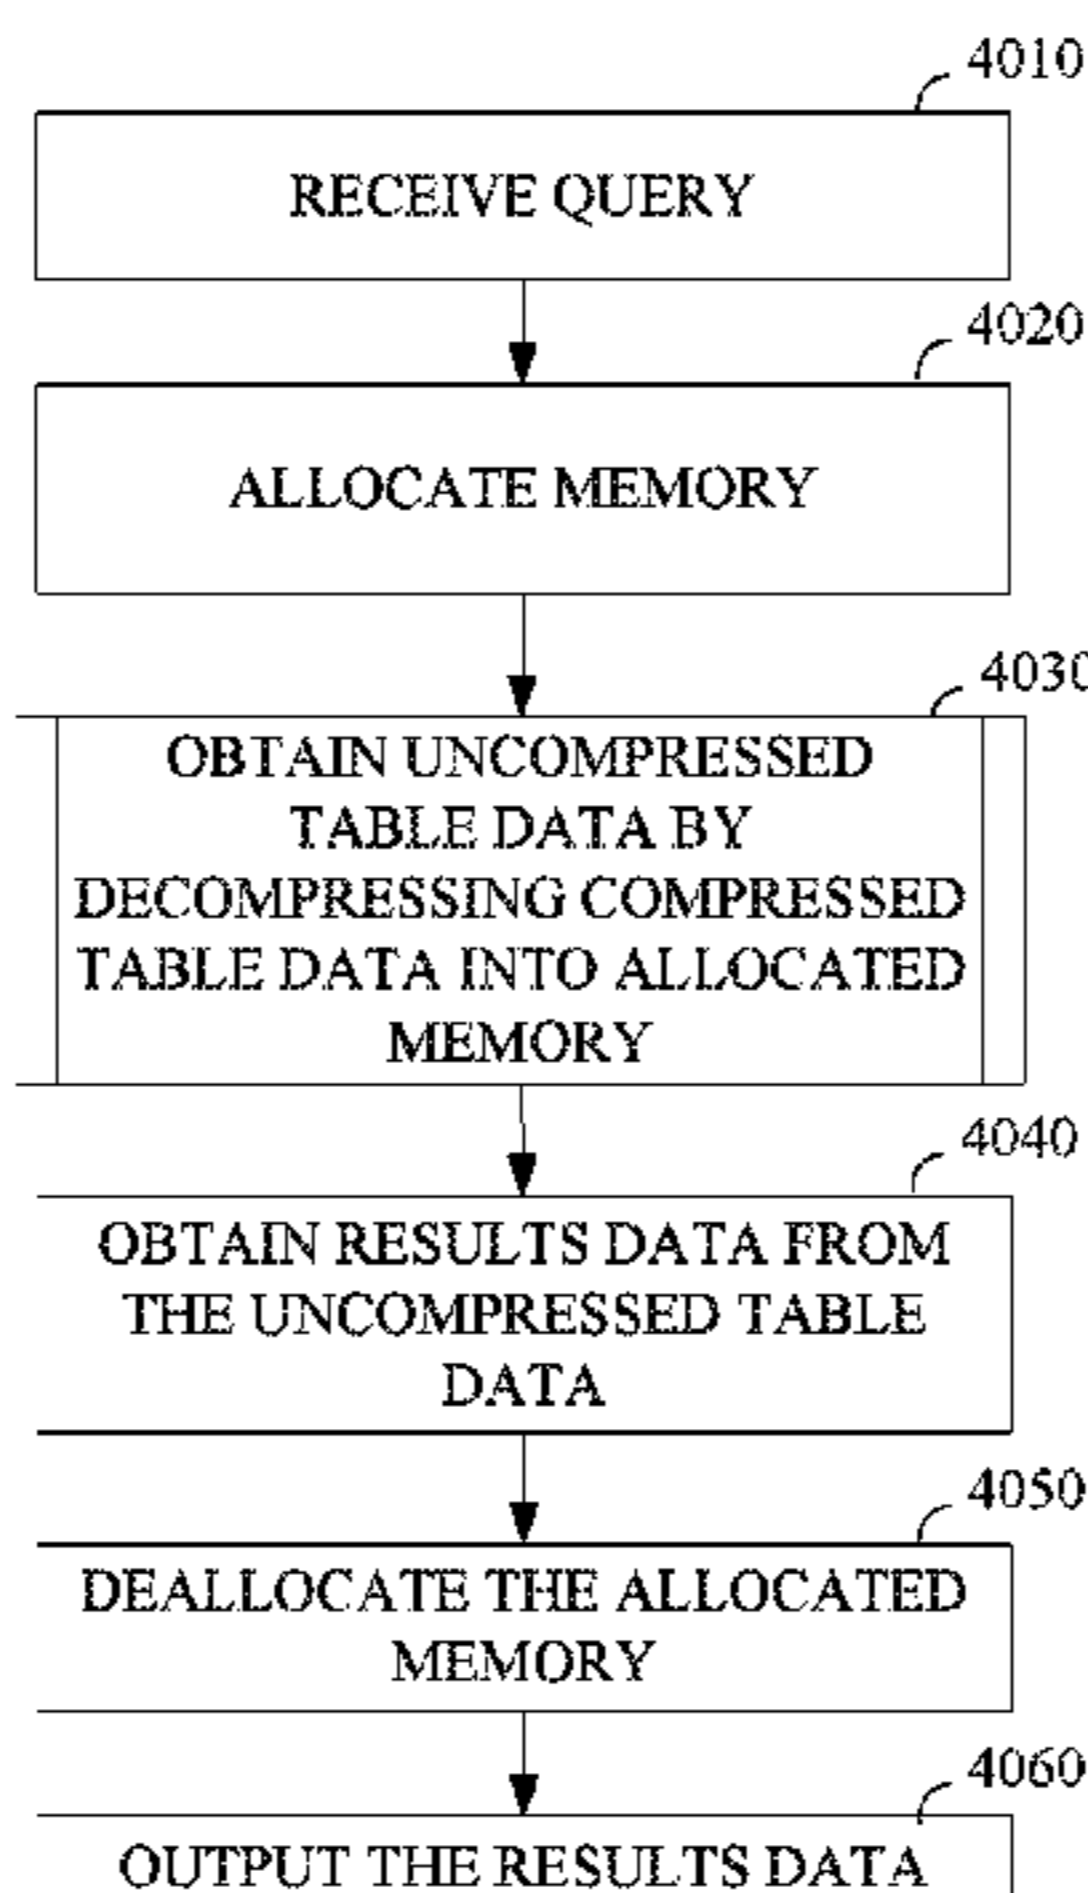 4010
RECEIVE QUERY
4020
ALLOCATE MEMORY
4030
OBTAIN UNCOMPRESSED
TABLE DATA BY
DECOMPRESSING COMPRESSED
TABLE DATA INTO ALLOCATED
MEMORY
4040
OBTAIN RESULTS DATA FROM
THE UNCOMPRESSED TABLE
DATA
4050
DEALLOCATE THE ALLOCATED
MEMORY
4060
OUTPUT THE RESULTS DATA